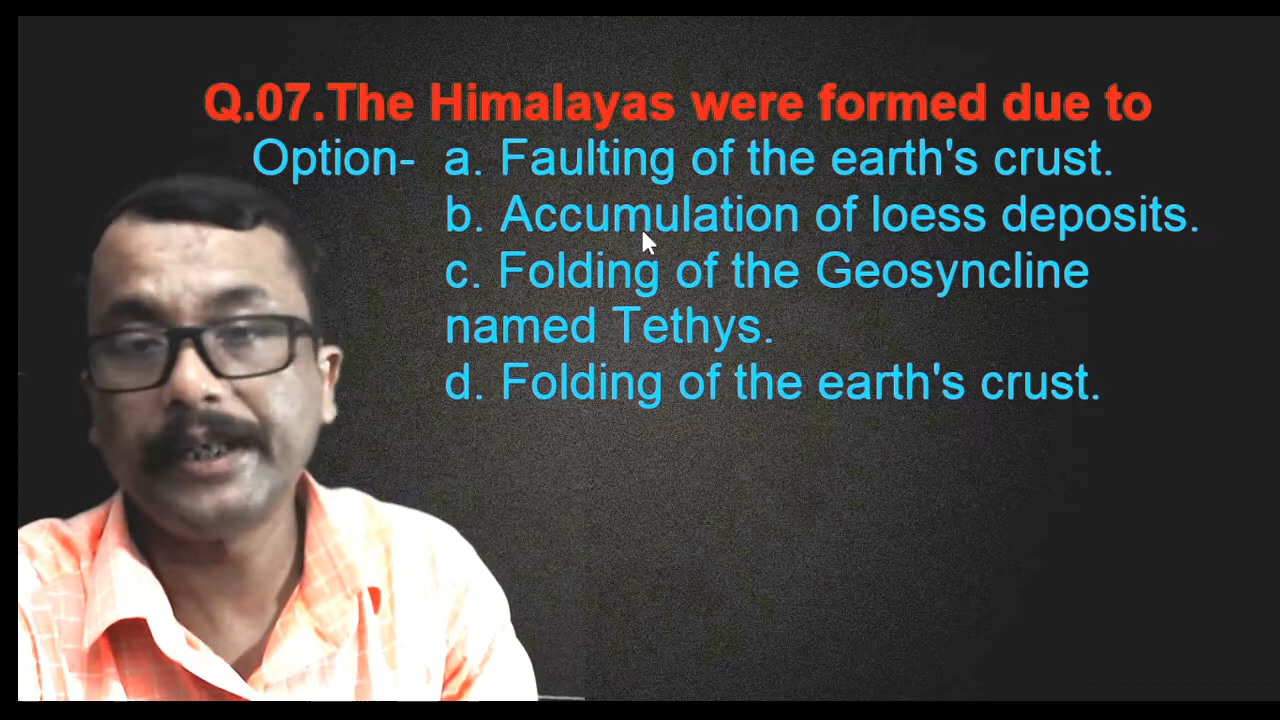 Q.07.The Himalayas were formed due to
Option- a. Faulting of the earth's crust.
b. Accumulation of loess deposits.
c. Folding of the Geosyncline
named Tethys.
d. Folding of the earth's crust.